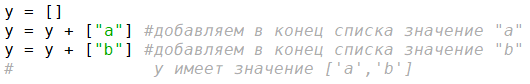 y = []
y = y + ["a"] #добавляем в конец списка значение "a"
y = y + ["b"] #добавляем в конец списка значение "b"
#              y имеет значение ['a','b']